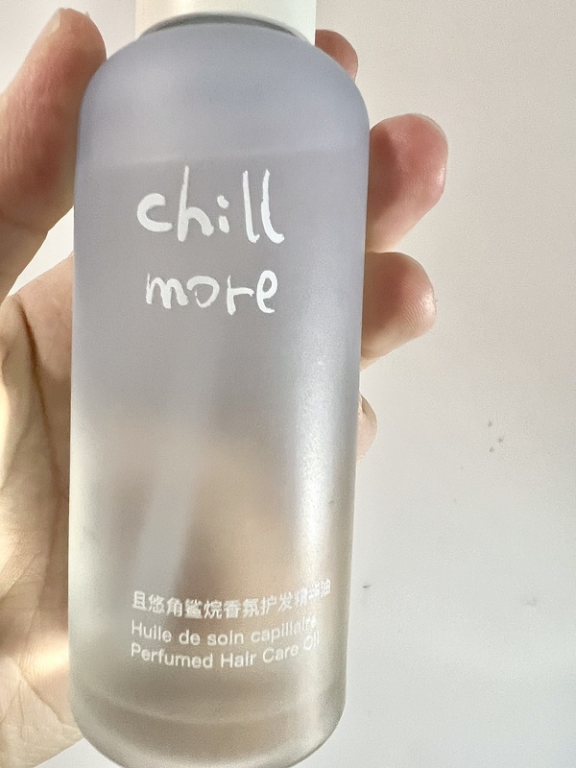 chill
more
且悠角鲨烷香氛护发精华油
Huile de soin capillaire
Perfumed Hair Care Oil